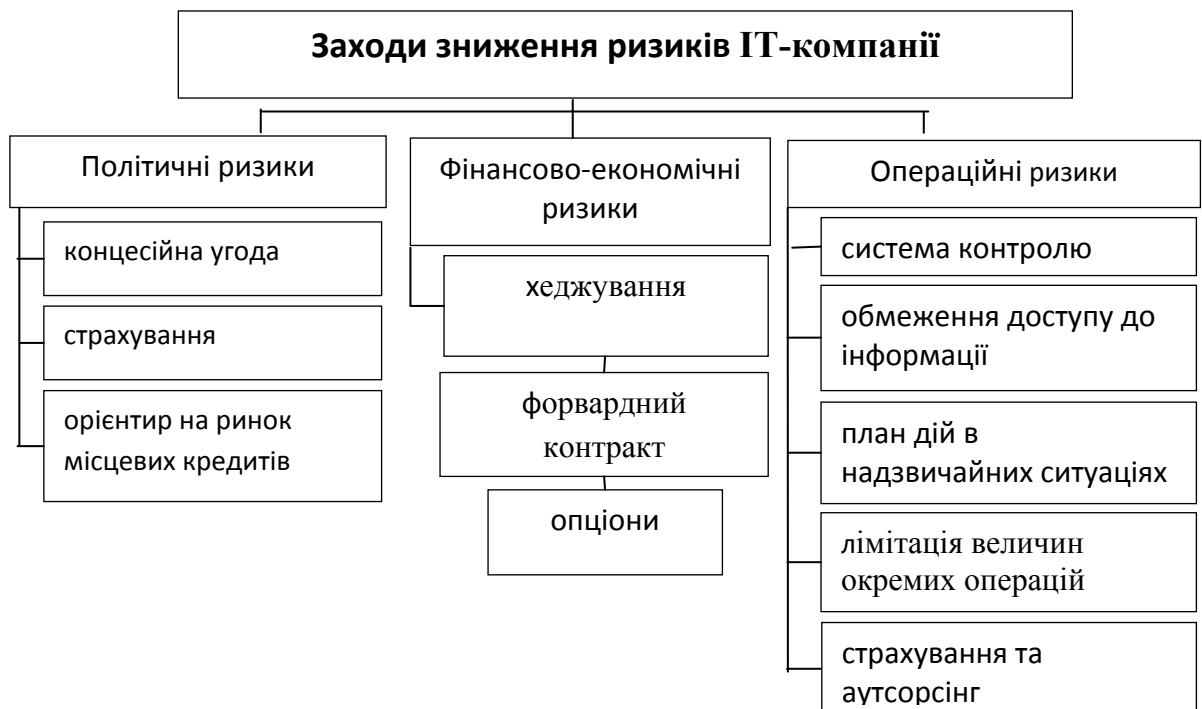 Заходи зниження ризиків ІТ-компанії
Політичні ризики
концесійна угода
страхування
орієнтир на ринок
місцевих кредитів
Фінансово-економічні
ризики
хеджування
форвардний
контракт
опціони
Операційні ризики
система контролю
обмеження доступу до
інформації
план дій в
надзвичайних ситуаціях
лімітація величин
окремих операцій
страхування та
аутсорсінг